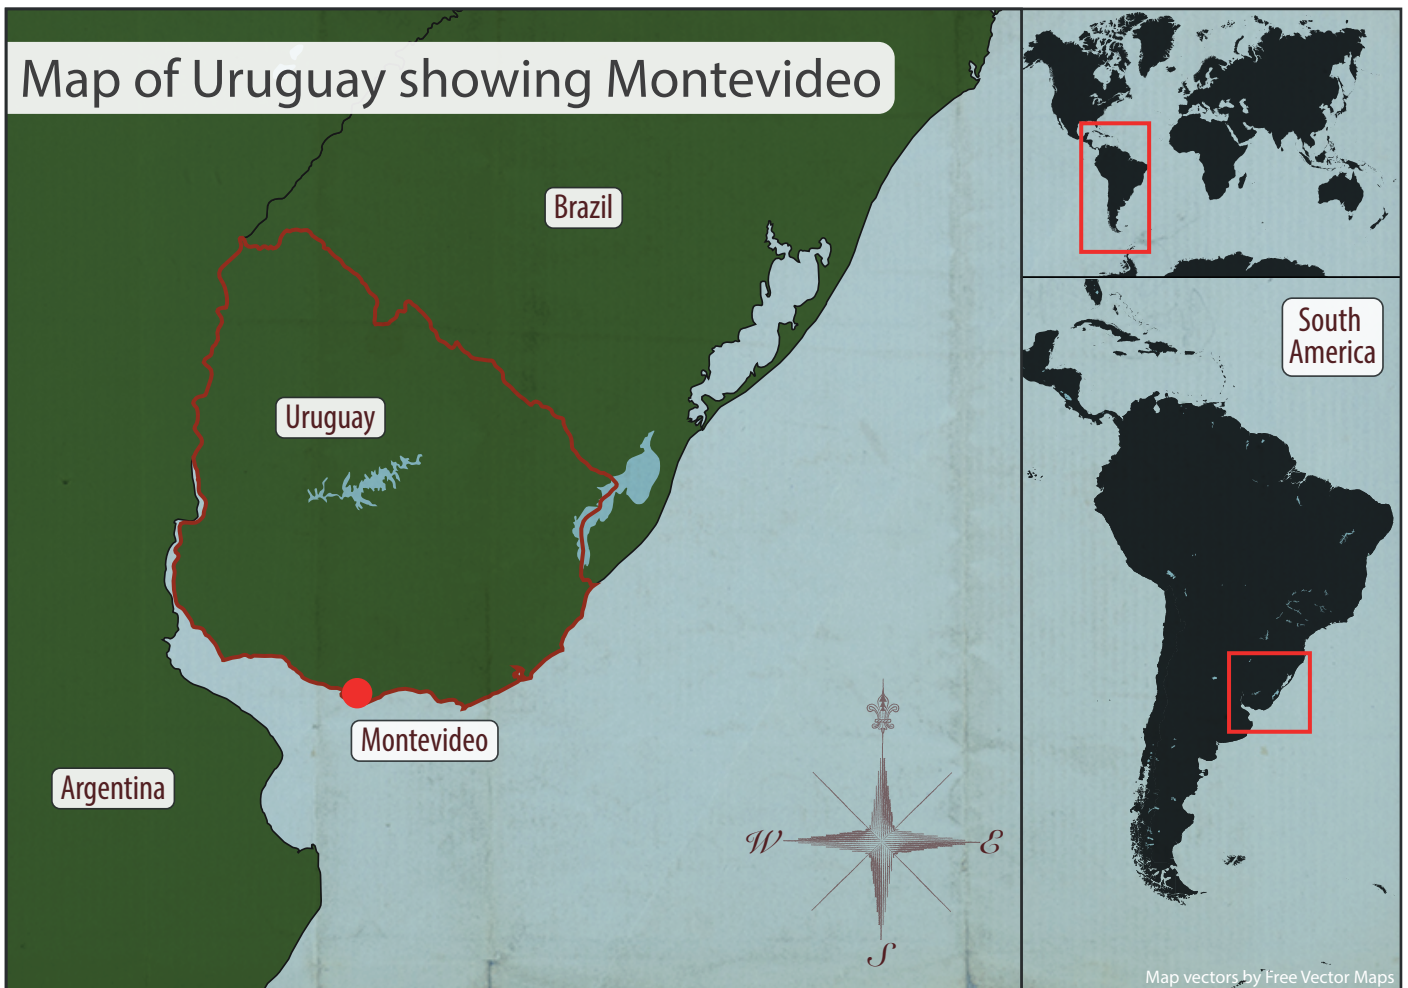 Map of Uruguay showing Montevideo
Brazil
Uruguay
Montevideo
Argentina
W
E
S
South
America
Map vectors by Free Vector Maps